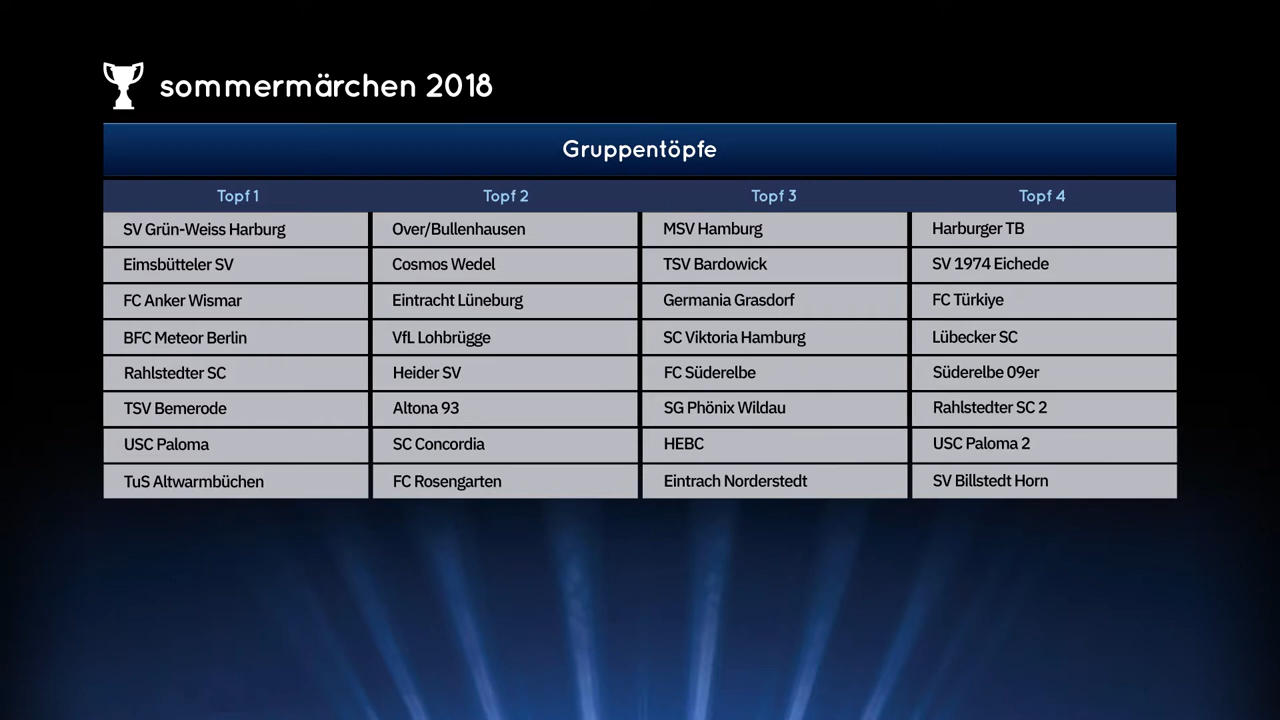 sommermärchen 2018
Gruppentöpfe
Topf 1 Topf 2 Topf 3 Topf 4
SV Grün-Weiss Harburg Over/Bullenhausen MSV Hamburg Harburger TB
Eimsbütteler SV Cosmos Wedel TSV Bardowick SV 1974 Eichede
FC Anker Wismar Eintracht Lüneburg Germania Grasdorf FC Türkiye
BFC Meteor Berlin VfL Lohbrügge SC Viktoria Hamburg Lübecker SC
Rahlstedter SC Heider SV FC Süderelbe Süderelbe 09er
TSV Bemerode Altona 93 SG Phönix Wildau Rahlstedter SC 2
USC Paloma SC Concordia HEBC USC Paloma 2
TuS Altwarmbüchen FC Rosengarten Eintrach Norderstedt SV Billstedt Horn